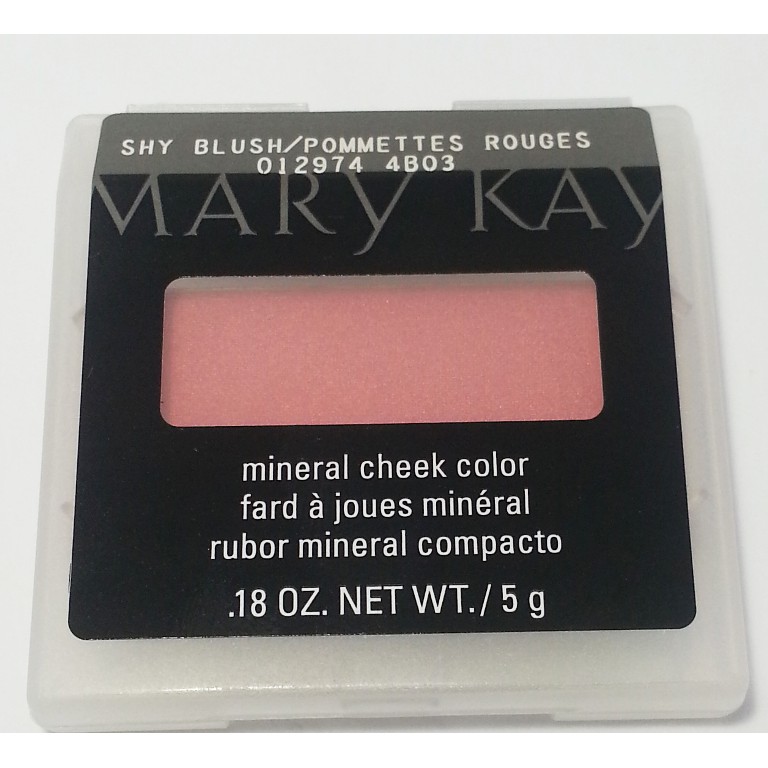 SHY BLUSH/POMMETTES ROUGES
012974 4B03
MARY KAY
mineral cheek color
fard à joues minéral
rubor mineral compacto
.18 OZ. NET WT./ 5 g